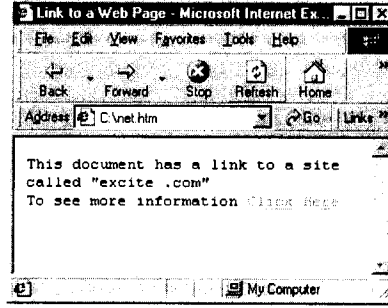 Link to a Web Page - Microsoft Internet Ex...
File Edit View Favorites Tools Help
Back Forward Stop Refresh Home
Address C:\net.htm Go Links
This document has a link to a site
called "excite .com"
To see more information Click Here
My Computer